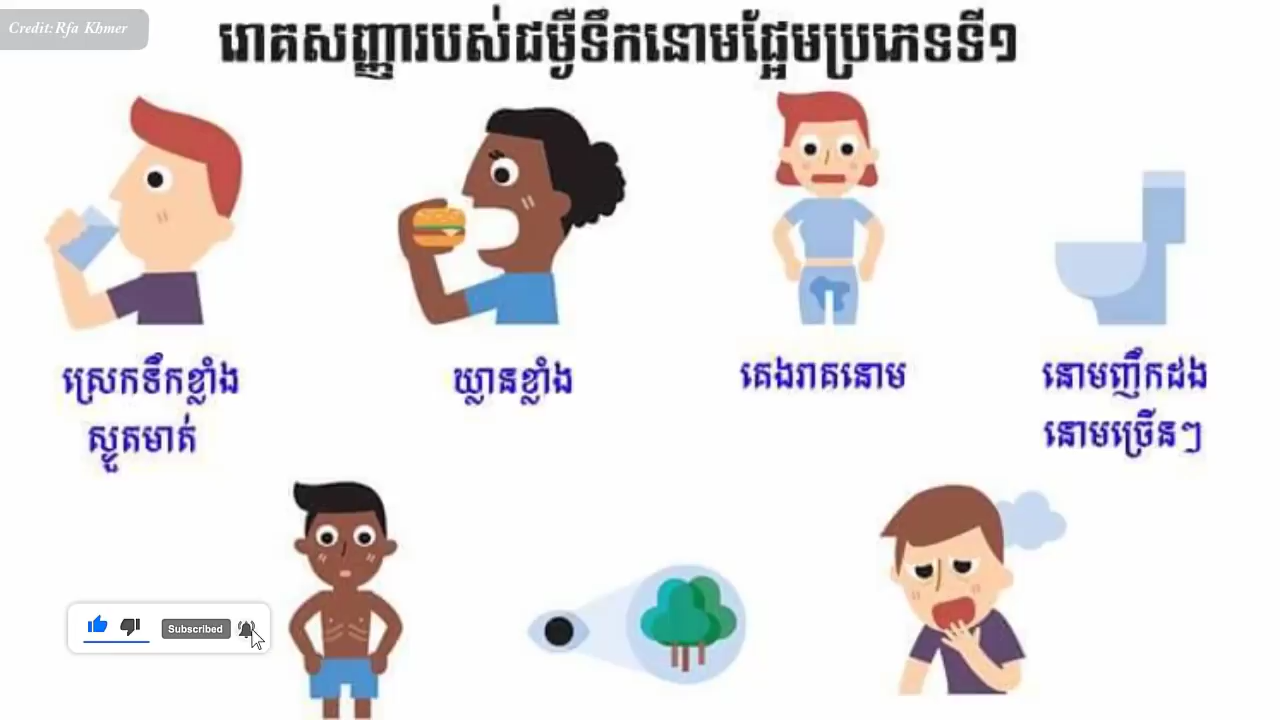 Credit:Rfa Khmer
រោគសញ្ញារបស់ជម្ងឺទឹកនោមផ្អែមប្រភេទទី១
ស្រេកទឹកខ្លាំង
ស្ងួតមាត់
ឃ្លានខ្លាំង
គេងរាគនោម
នោមញឹកដង
នោមច្រើនៗ
Subscribed